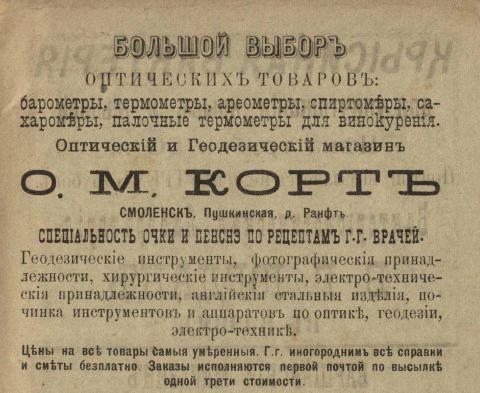 БОЛЬШОЙ ВЫБОРЪ
ОПТИЧЕСКИХЪ ТОВАРОВЪ:
барометры, термометры, ареометры, спиртомѣры, са-
харомѣры, палочные термометры для винокуренія.
Оптическій и Геодезическій магазинъ
О. М. КОРТЪ
СМОЛЕНСКЪ, Пушкинская, д. Ранфтъ
СПЕЦІАЛЬНОСТЬ ОЧКИ И ПЕНСНЭ ПО РЕЦЕПТАМЪ Г.Г. ВРАЧЕЙ.
Геодезическіе инструменты, фотографическія принад-
лежности, хирургическіе инструменты, электро-техниче-
скія принадлежности, англійскія стальныя издѣлія, по-
чинка инструментовъ и аппаратовъ по оптикѣ, геодезіи,
электро-техникѣ.
Цѣны на всѣ товары самыя умѣренныя. Г.г. иногороднимъ всѣ справки
и смѣты безплатно. Заказы исполняются первой почтой по высылкѣ
одной трети стоимости.